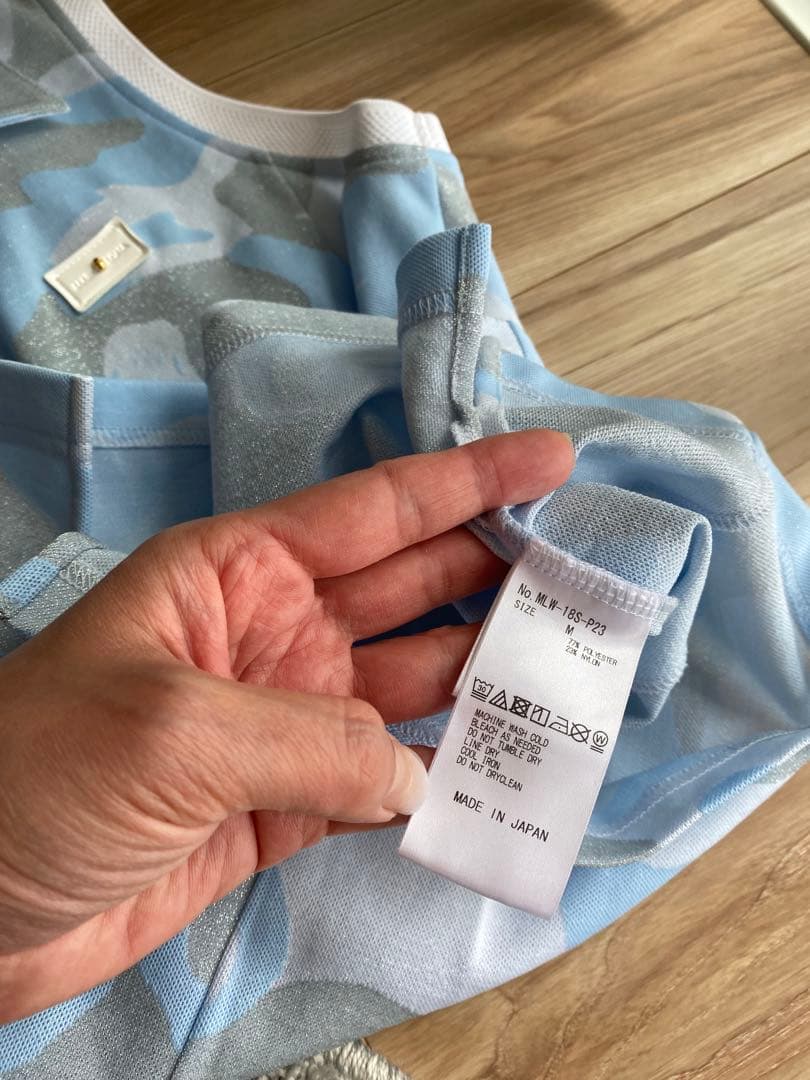 No. MLW-18S-P23
SIZE
M
77% POLYESTER
23% NYLON
30
W
MACHINE WASH COLD
BLEACH AS NEEDED
DO NOT TUMBLE DRY
LINE DRY
COOL IRON
DO NOT DRYCLEAN
MADE IN JAPAN